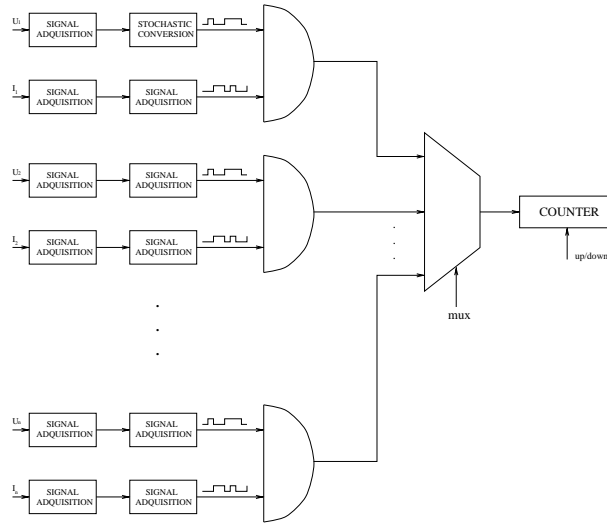 U1
SIGNAL
ADQUISITION
STOCHASTIC
CONVERSION
I1
SIGNAL
ADQUISITION
SIGNAL
ADQUISITION
U2
SIGNAL
ADQUISITION
SIGNAL
ADQUISITION
I2
SIGNAL
ADQUISITION
SIGNAL
ADQUISITION
COUNTER
up/down
mux
Un
SIGNAL
ADQUISITION
SIGNAL
ADQUISITION
In
SIGNAL
ADQUISITION
SIGNAL
ADQUISITION